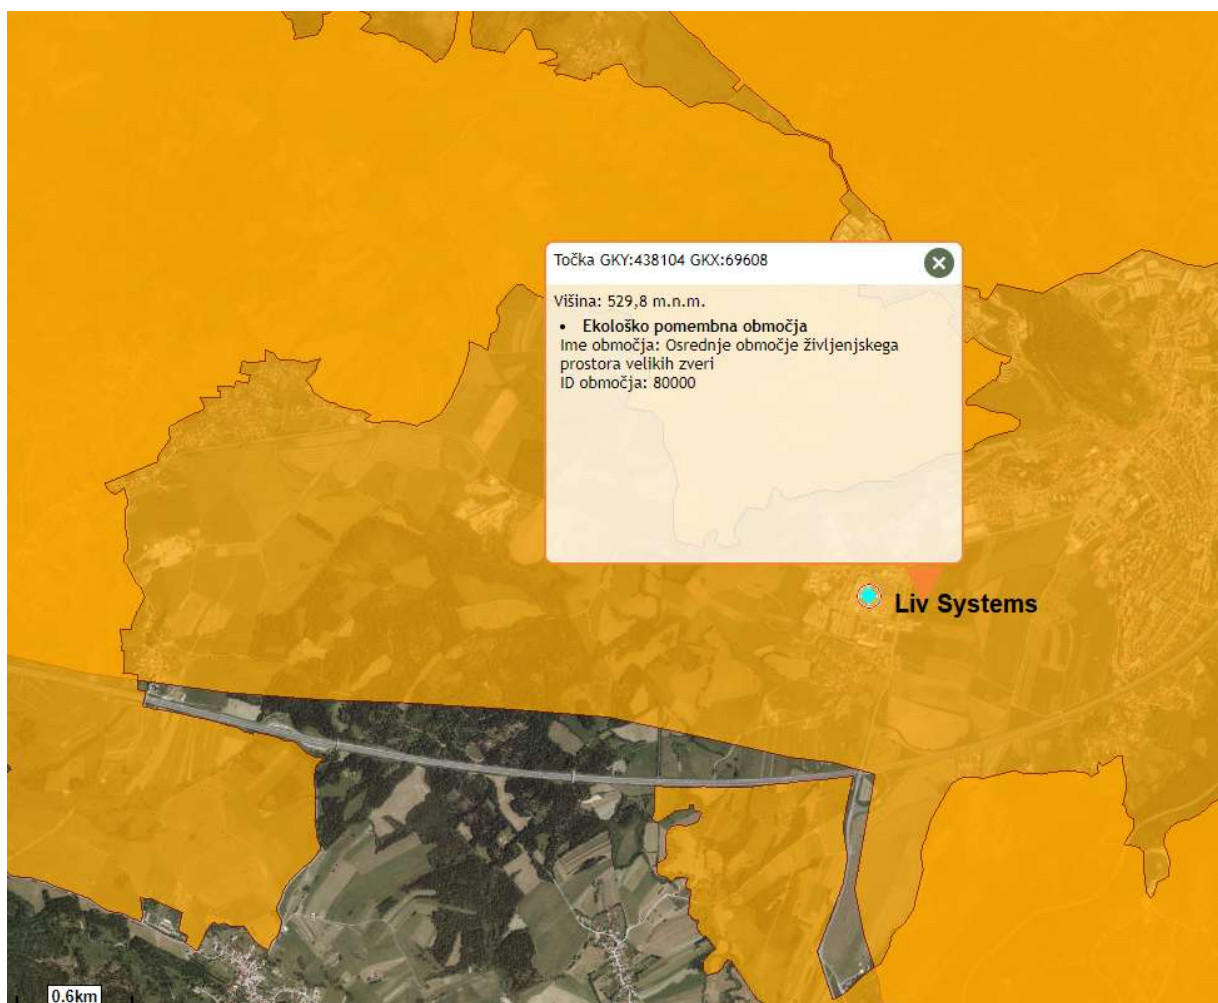 Točka GKY:438104 GKX:69608
Višina: 529,8 m.n.m.
• Ekološko pomembna območja
Ime območja: Osrednje območje življenjskega
prostora velikih zveri
ID območja: 80000
Liv Systems
0.6km